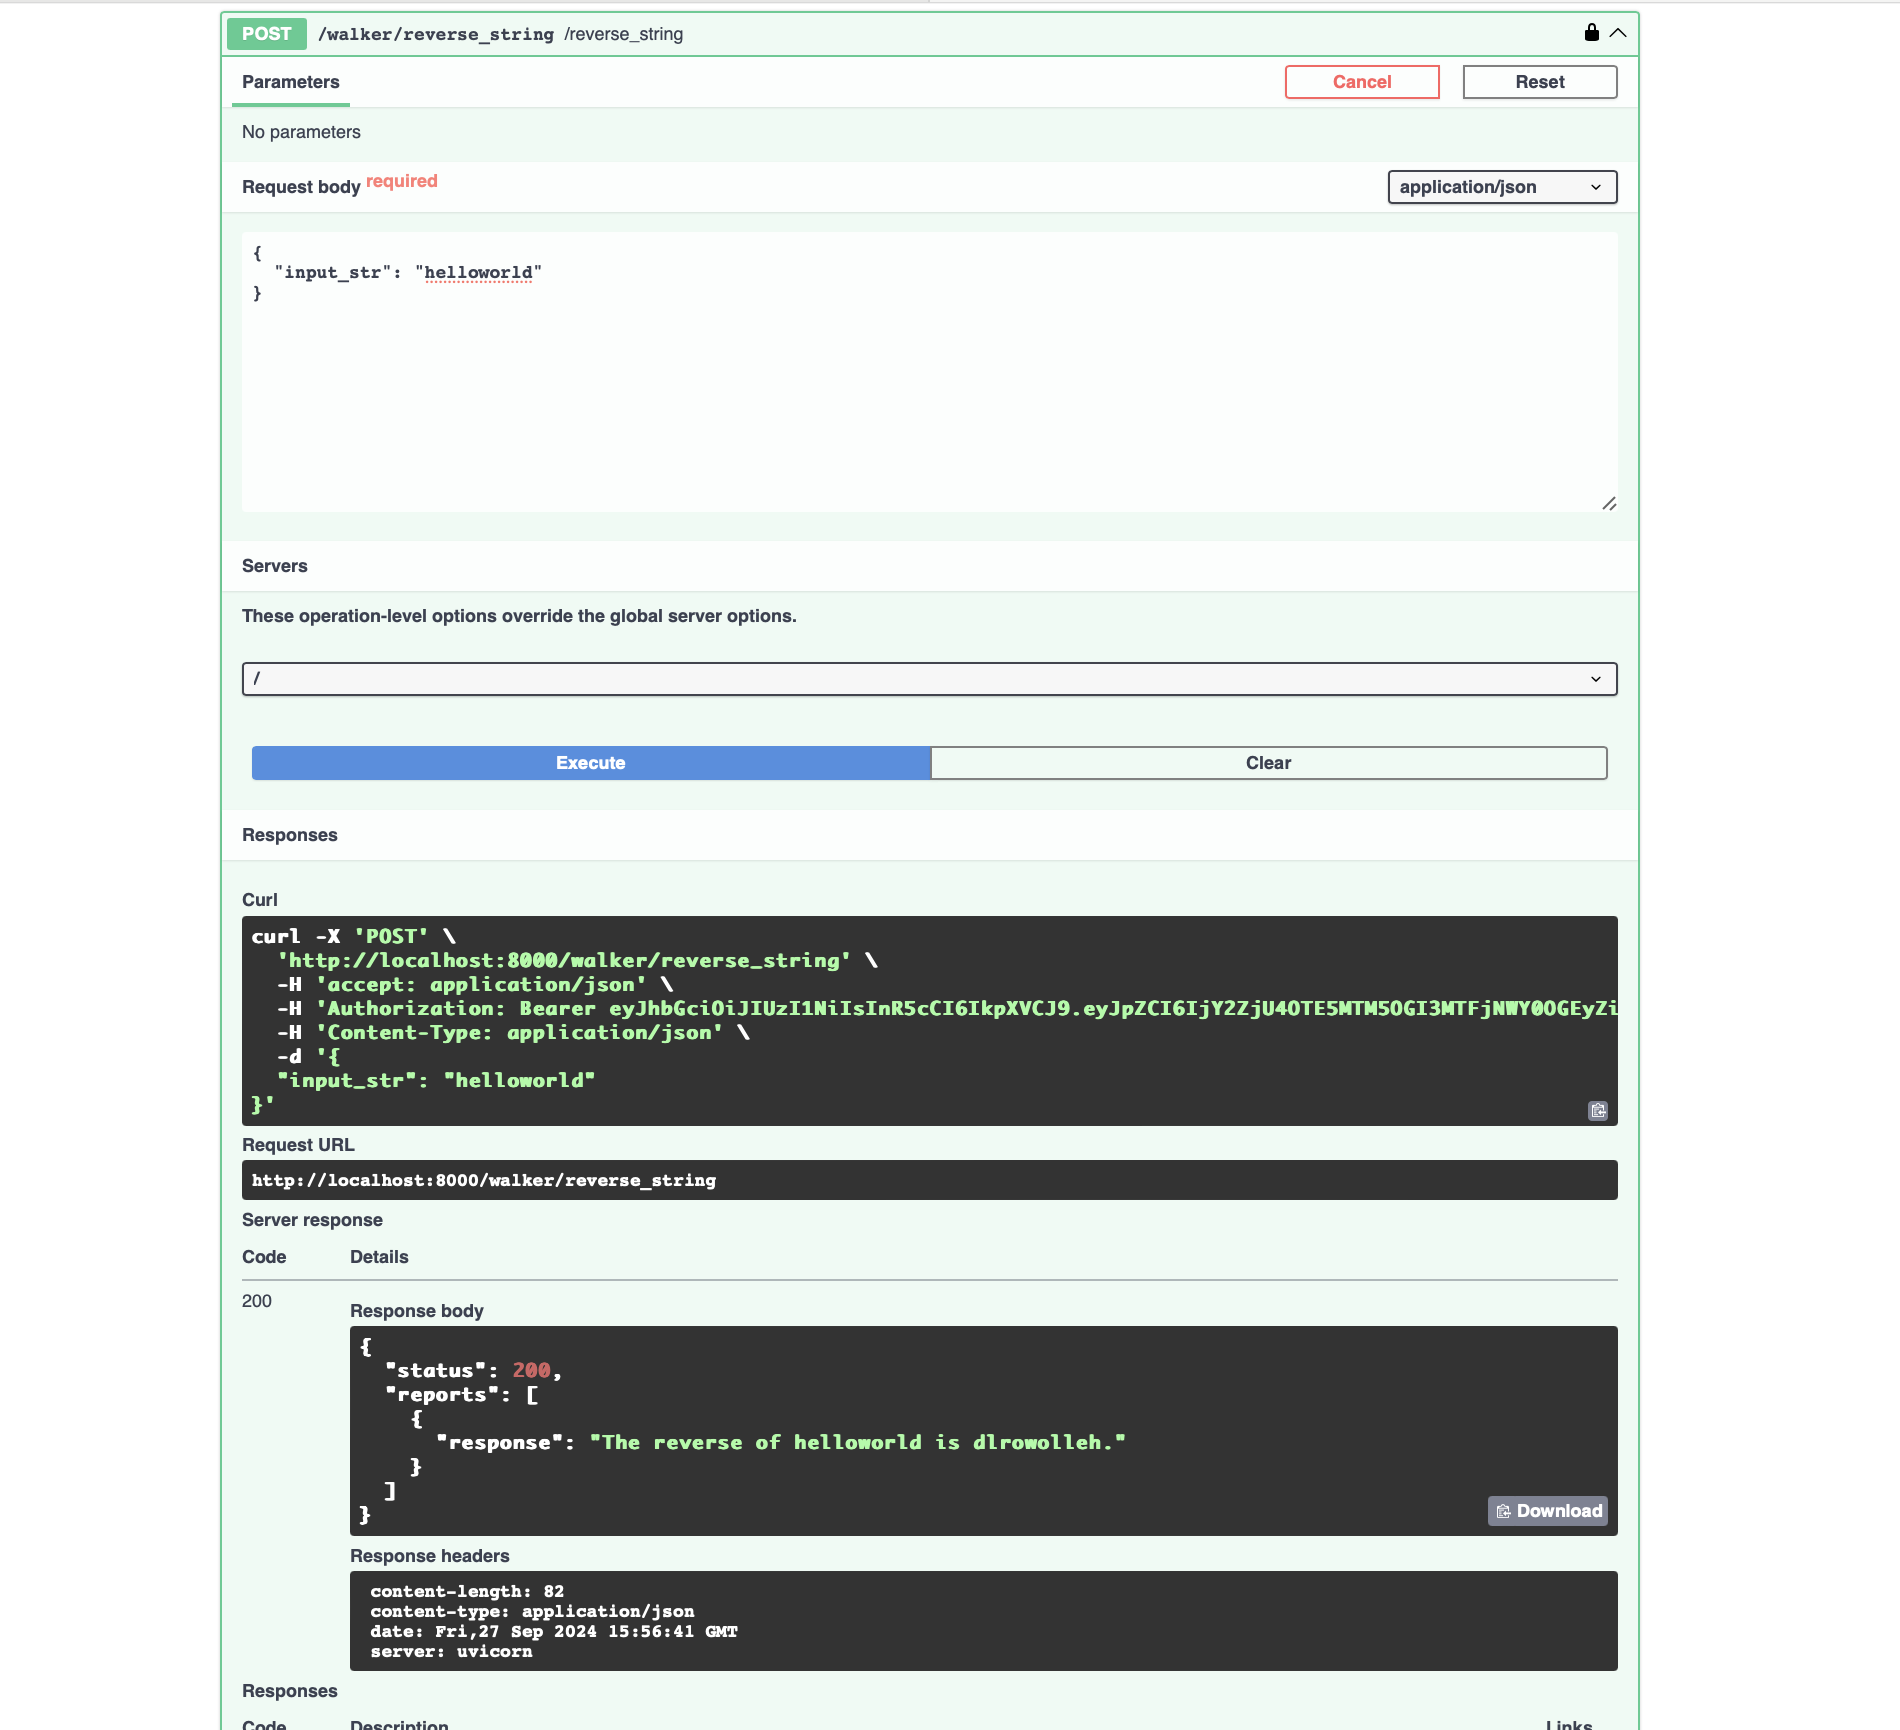 POST /walker/reverse_string /reverse_string
Parameters Cancel Reset
No parameters
Request body required application/json
{
  "input_str": "helloworld"
}
Servers
These operation-level options override the global server options.
/
Execute Clear
Responses
Curl
curl -X 'POST' \
  'http://localhost:8000/walker/reverse_string' \
  -H 'accept: application/json' \
  -H 'Authorization: Bearer eyJhbGciOiJIUzI1NiIsInR5cCI6IkpXVCJ9.eyJpZCI6IjY2ZjU4OTE5MTM5OGI3MTFjNWY0OGEyZi
  -H 'Content-Type: application/json' \
  -d '{
  "input_str": "helloworld"
}'
Request URL
http://localhost:8000/walker/reverse_string
Server response
Code Details
200
Response body
{
  "status": 200,
  "reports": [
    {
      "response": "The reverse of helloworld is dlrowolleh."
    }
  ]
}
Download
Response headers
content-length: 82
content-type: application/json
date: Fri,27 Sep 2024 15:56:41 GMT
server: uvicorn
Responses
Code Description Links